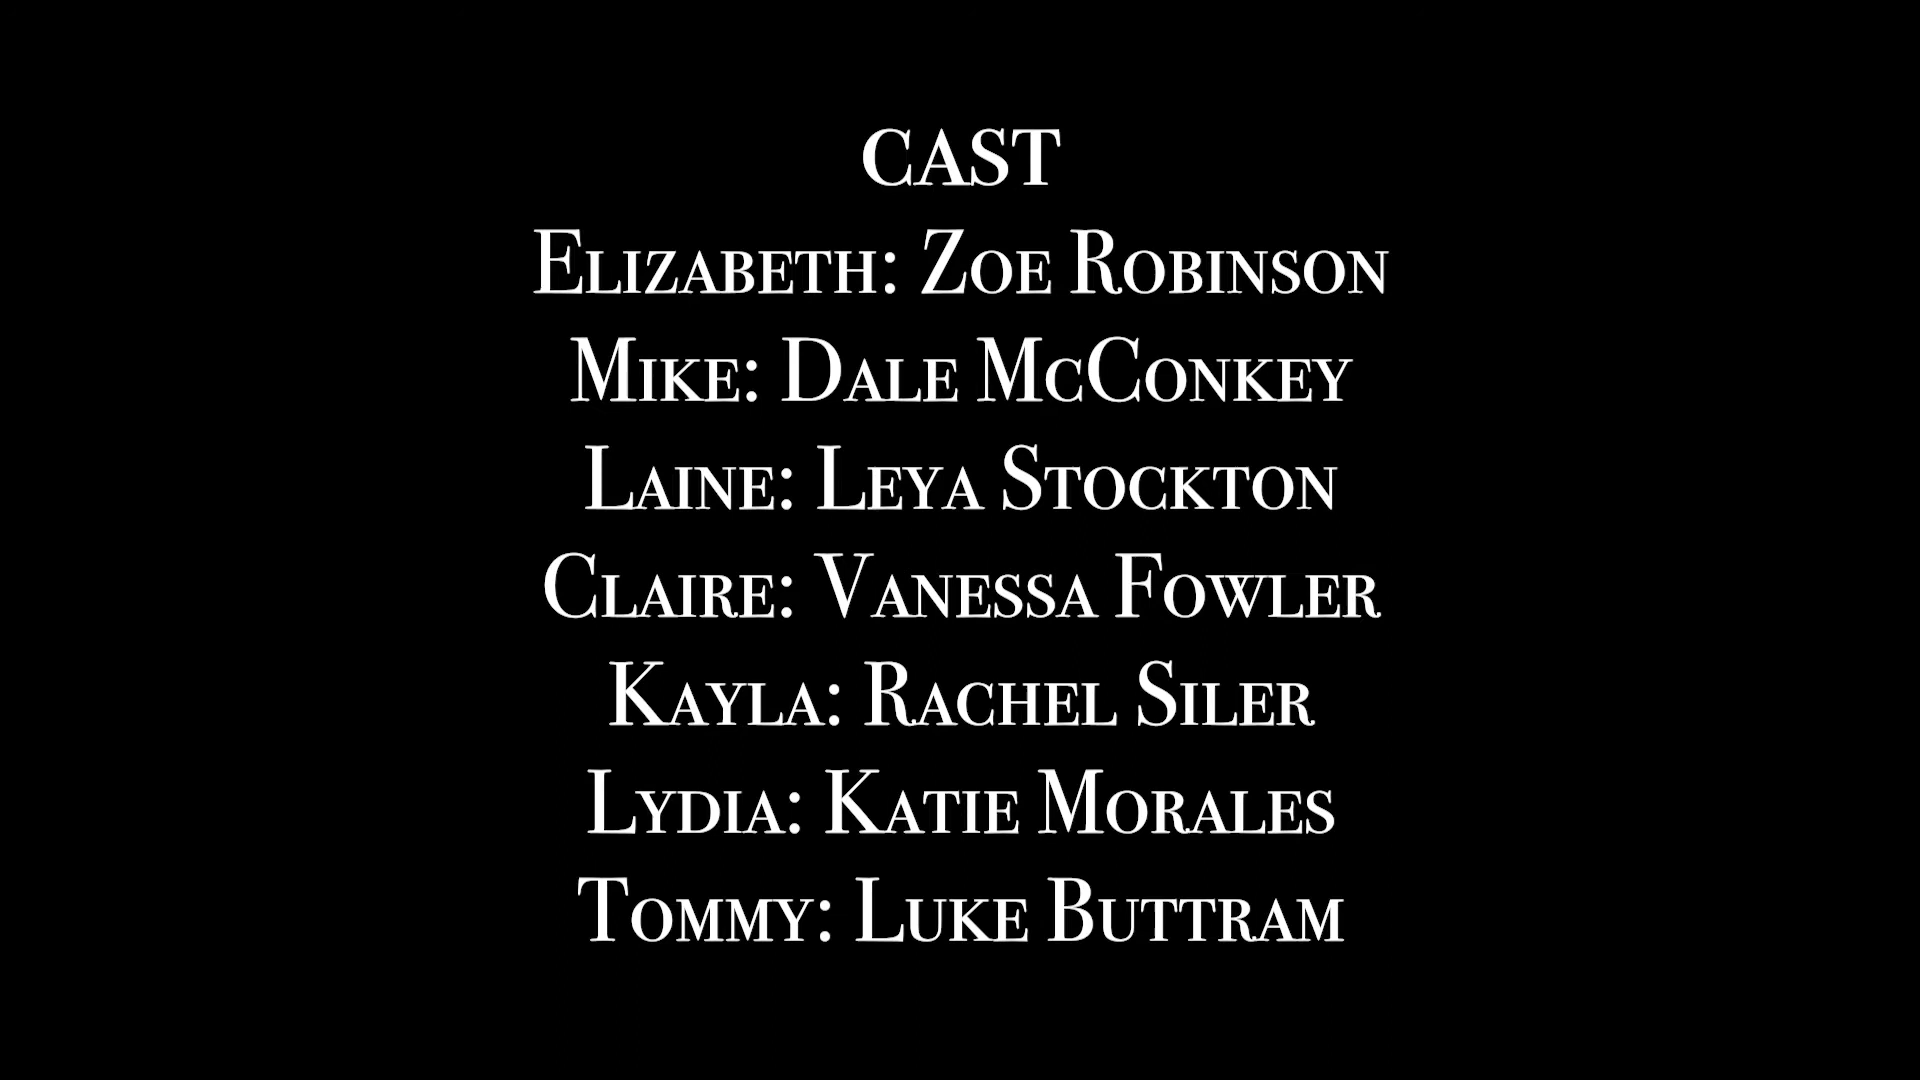 CAST
Elizabeth: Zoe Robinson
Mike: Dale McConkey
Laine: Leya Stockton
Claire: Vanessa Fowler
Kayla: Rachel Siler
Lydia: Katie Morales
Tommy: Luke Buttram